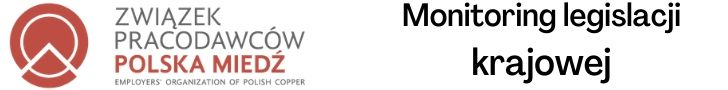 ZWIĄZEK
PRACODAWCÓW
POLSKA MIEDŹ
EMPLOYERS' ORGANIZATION OF POLISH COPPER
Monitoring legislacji
krajowej